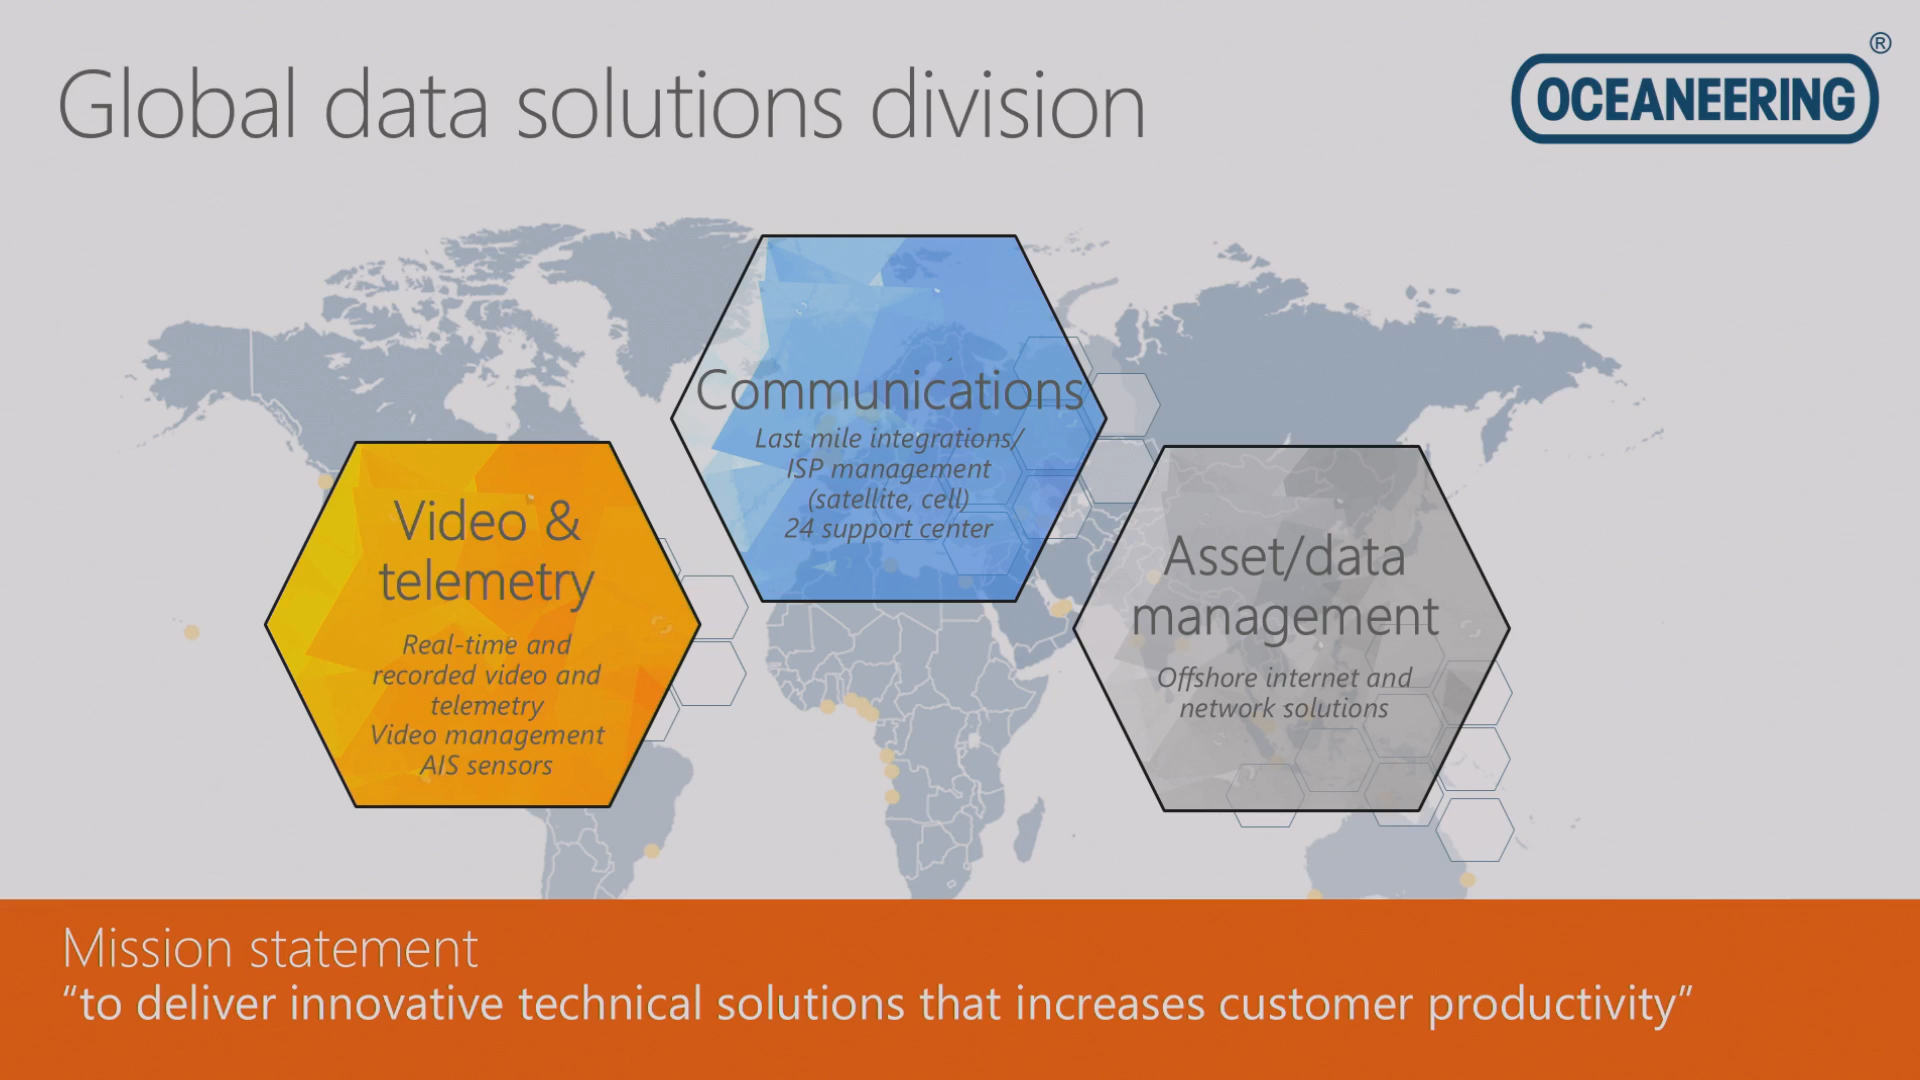 Global data solutions division
OCEANEERING®
Communications
Last mile integrations/
ISP management
(satellite, cell)
24 support center
Video &
telemetry
Real-time and
recorded video and
telemetry
Video management
AIS sensors
Asset/data
management
Offshore internet and
network solutions
Mission statement
“to deliver innovative technical solutions that increases customer productivity”